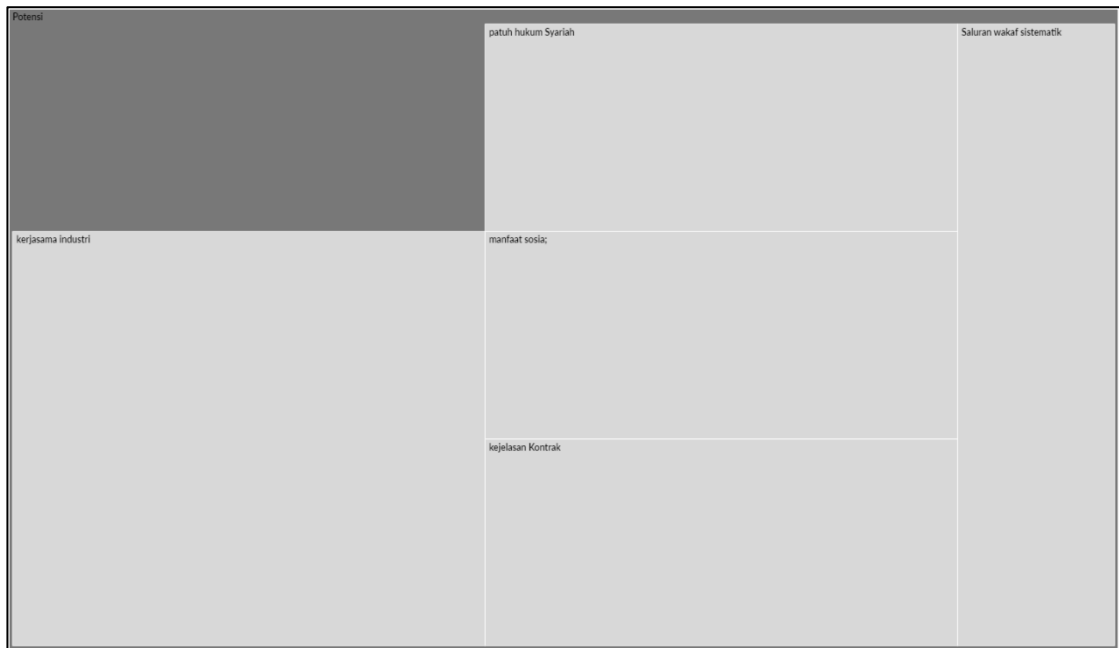 Potensi
patuh hukum Syariah
Saluran wakaf sistematik
kerjasama industri
manfaat sosia;
kejelasan Kontrak